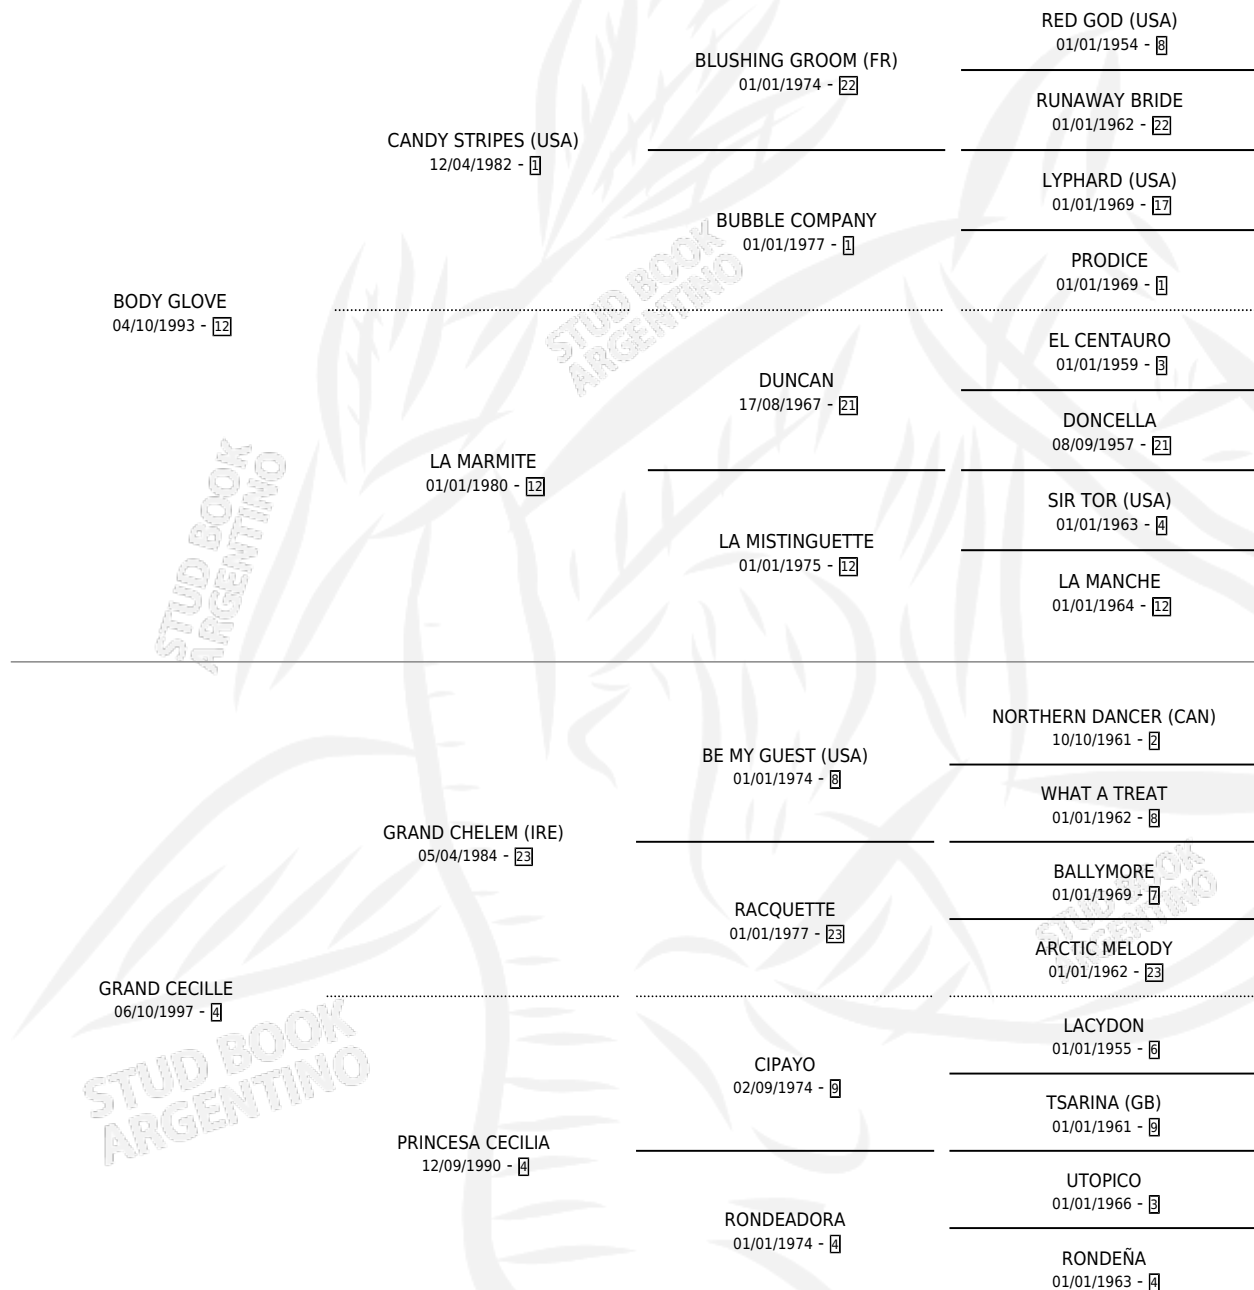 RED GOD (USA)
01/01/1954 - 8
BLUSHING GROOM (FR)
01/01/1974 - 22
RUNAWAY BRIDE
01/01/1962 - 22
CANDY STRIPES (USA)
12/04/1982 - 1
LYPHARD (USA)
01/01/1969 - 17
BUBBLE COMPANY
01/01/1977 - 1
PRODICE
01/01/1969 - 1
BODY GLOVE
04/10/1993 - 12
EL CENTAURO
01/01/1959 - 3
DUNCAN
17/08/1967 - 21
DONCELLA
08/09/1957 - 21
LA MARMITE
01/01/1980 - 12
SIR TOR (USA)
01/01/1963 - 4
LA MISTINGUETTE
01/01/1975 - 12
LA MANCHE
01/01/1964 - 12
STUD BOOK
ARGENTINO
STUD BOOK
ARGENTINO
NORTHERN DANCER (CAN)
10/10/1961 - 2
BE MY GUEST (USA)
01/01/1974 - 8
WHAT A TREAT
01/01/1962 - 8
GRAND CHELEM (IRE)
05/04/1984 - 23
BALLYMORE
01/01/1969 - 7
RACQUETTE
01/01/1977 - 23
ARCTIC MELODY
01/01/1962 - 23
GRAND CECILLE
06/10/1997 - 4
LACYDON
01/01/1955 - 6
CIPAYO
02/09/1974 - 9
TSARINA (GB)
01/01/1961 - 9
PRINCESA CECILIA
12/09/1990 - 4
UTOPICO
01/01/1966 - 3
RONDEADORA
01/01/1974 - 4
RONDEÑA
01/01/1963 - 4
STUD BOOK
ARGENTINO
STUD BOOK
ARGENTINO